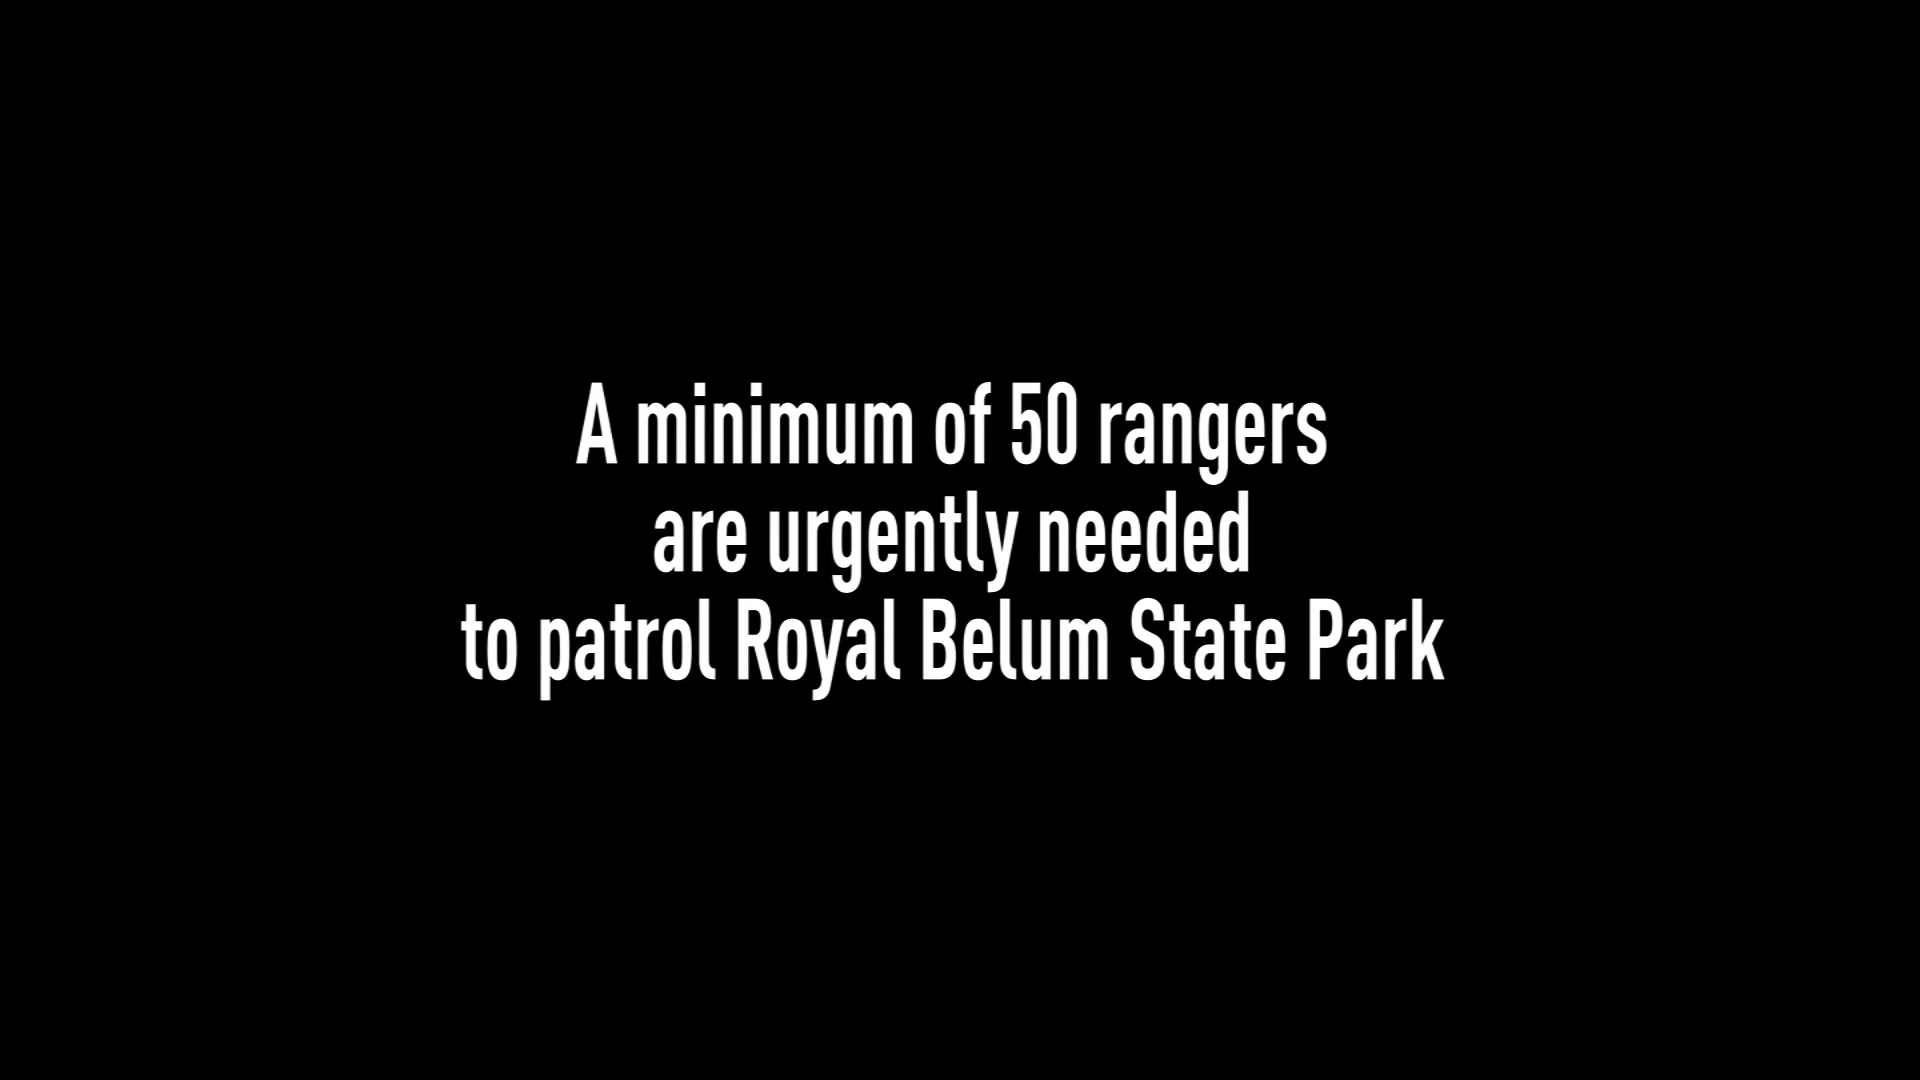 A minimum of 50 rangers
are urgently needed
to patrol Royal Belum State Park